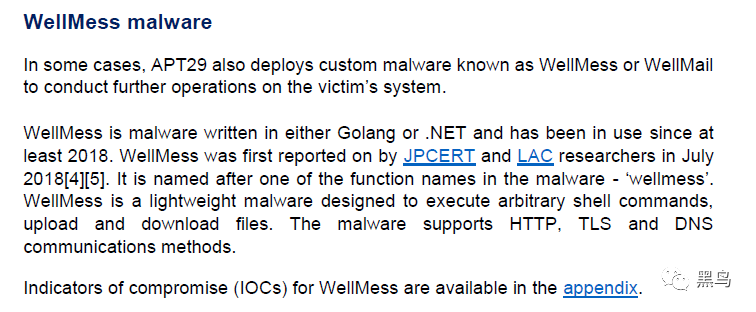 WellMess malware
In some cases, APT29 also deploys custom malware known as WellMess or WellMail
to conduct further operations on the victim's system.
WellMess is malware written in either Golang or .NET and has been in use since at
least 2018. WellMess was first reported on by JPCERT and LAC researchers in July
2018[4][5]. It is named after one of the function names in the malware - ‘wellmess’.
WellMess is a lightweight malware designed to execute arbitrary shell commands,
upload and download files. The malware supports HTTP, TLS and DNS
communications methods.
Indicators of compromise (IOCs) for WellMess are available in the appendix.
黑鸟